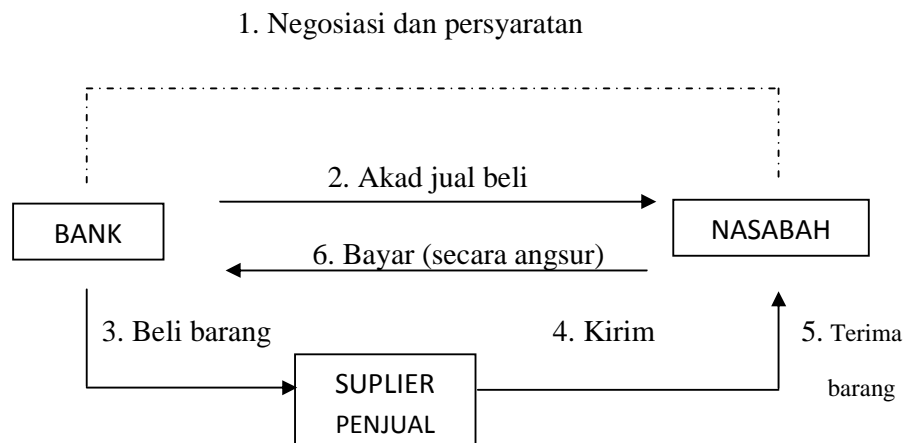 1. Negosiasi dan persyaratan
2. Akad jual beli
BANK
NASABAH
6. Bayar (secara angsur)
3. Beli barang
4. Kirim
5. Terima
barang
SUPLIER
PENJUAL